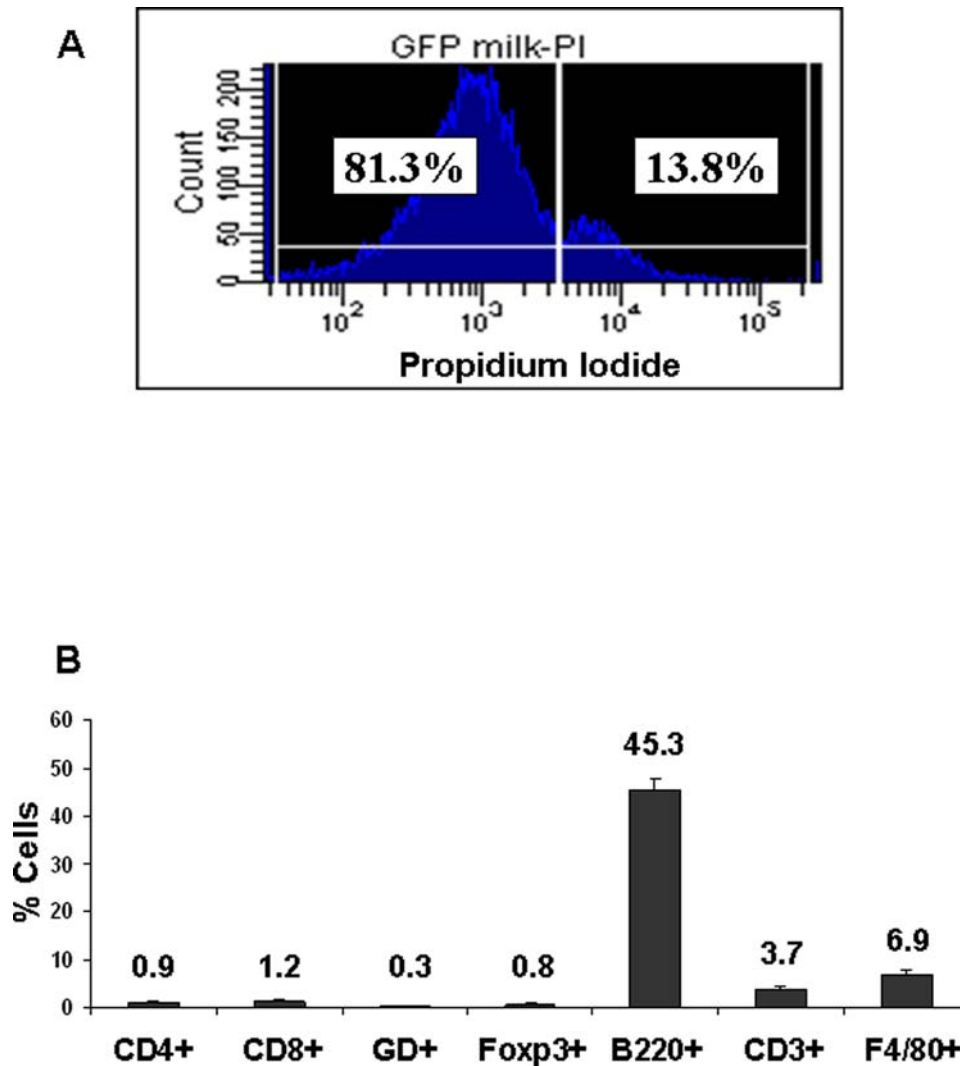 A
GFP milk-PI
Count
200
150
100
50
0
81.3%
13.8%
10² 10³ 10⁴ 10⁵
Propidium Iodide
B
% Cells
60
50
40
30
20
10
0
0.9 1.2 0.3 0.8 45.3 3.7 6.9
CD4+ CD8+ GD+ Foxp3+ B220+ CD3+ F4/80+